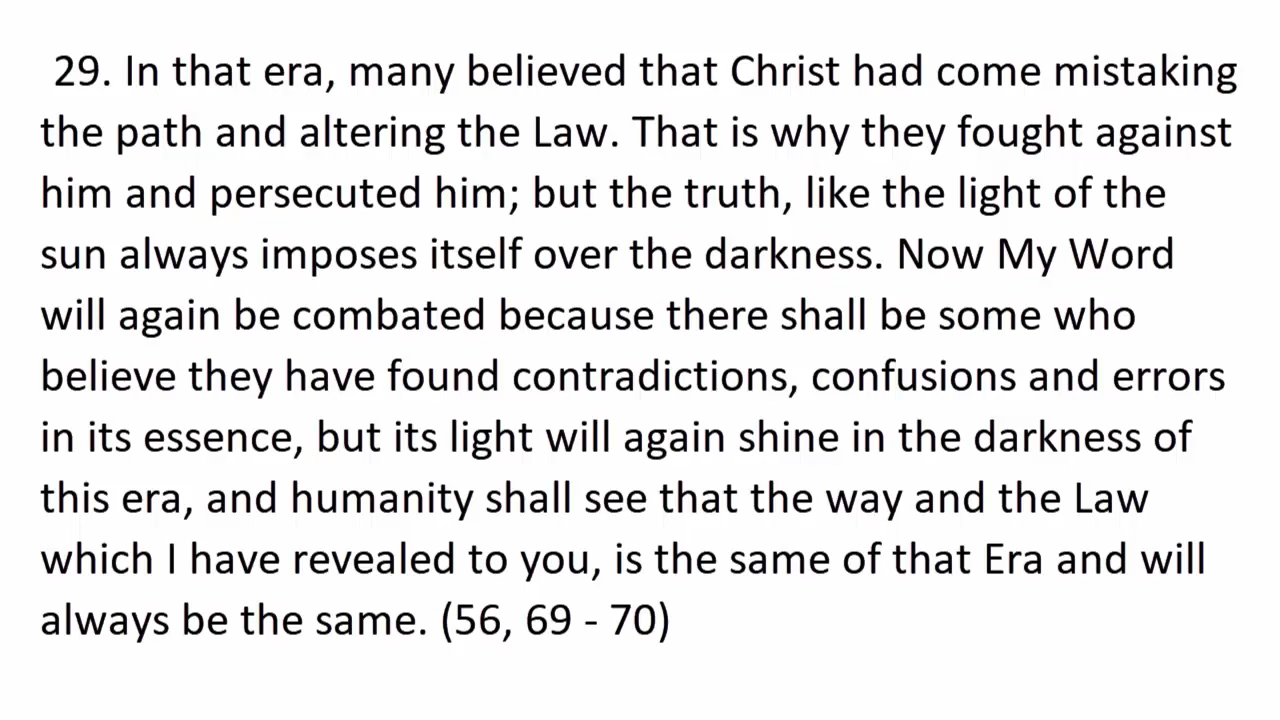 29. In that era, many believed that Christ had come mistaking
the path and altering the Law. That is why they fought against
him and persecuted him; but the truth, like the light of the
sun always imposes itself over the darkness. Now My Word
will again be combated because there shall be some who
believe they have found contradictions, confusions and errors
in its essence, but its light will again shine in the darkness of
this era, and humanity shall see that the way and the Law
which I have revealed to you, is the same of that Era and will
always be the same. (56, 69 - 70)